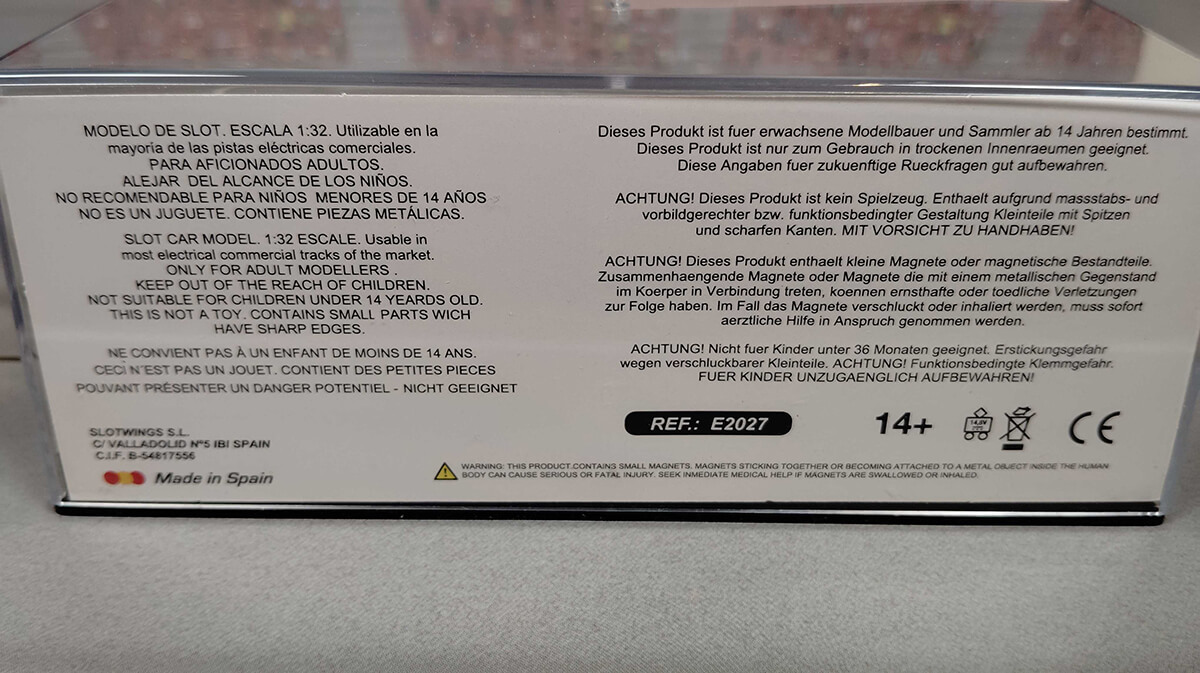 MODELO DE SLOT. ESCALA 1:32. Utilizable en la
mayoría de las pistas eléctricas comerciales.
PARA AFICIONADOS ADULTOS.
ALEJAR DEL ALCANCE DE LOS NIÑOS.
NO RECOMENDABLE PARA NIÑOS MENORES DE 14 AÑOS
NO ES UN JUGUETE. CONTIENE PIEZAS METÁLICAS.
SLOT CAR MODEL. 1:32 ESCALE. Usable in
most electrical commercial tracks of the market.
ONLY FOR ADULT MODELLERS .
KEEP OUT OF THE REACH OF CHILDREN.
NOT SUITABLE FOR CHILDREN UNDER 14 YEARDS OLD.
THIS IS NOT A TOY. CONTAINS SMALL PARTS WICH
HAVE SHARP EDGES.
NE CONVIENT PAS À UN ENFANT DE MOINS DE 14 ANS.
CECI N'EST PAS UN JOUET. CONTIENT DES PETITES PIECES
POUVANT PRÉSENTER UN DANGER POTENTIEL - NICHT GEEIGNET
SLOTWINGS S.L.
C/ VALLADOLID Nº5 IBI SPAIN
C.I.F. B-54817556
Made in Spain
Dieses Produkt ist fuer erwachsene Modellbauer und Sammler ab 14 Jahren bestimmt.
Dieses Produkt ist nur zum Gebrauch in trockenen Innenraeumen geeignet.
Diese Angaben fuer zukuenftige Rueckfragen gut aufbewahren.
ACHTUNG! Dieses Produkt ist kein Spielzeug. Enthaelt aufgrund massstabs- und
vorbildgerechter bzw. funktionsbedingter Gestaltung Kleinteile mit Spitzen
und scharfen Kanten. MIT VORSICHT ZU HANDHABEN!
ACHTUNG! Dieses Produkt enthaelt kleine Magnete oder magnetische Bestandteile.
Zusammenhaengende Magnete oder Magnete die mit einem metallischen Gegenstand
im Koerper in Verbindung treten, koennen ernsthafte oder toedliche Verletzungen
zur Folge haben. Im Fall das Magnete verschluckt oder inhaliert werden, muss sofort
aerztliche Hilfe in Anspruch genommen werden.
ACHTUNG! Nicht fuer Kinder unter 36 Monaten geeignet. Erstickungsgefahr
wegen verschluckbarer Kleinteile. ACHTUNG! Funktionsbedingte Klemmgefahr.
FUER KINDER UNZUGAENGLICH AUFBEWAHREN!
REF.: E2027 14+ 14,8V CE
WARNING: THIS PRODUCT.CONTAINS SMALL MAGNETS. MAGNETS STICKING TOGETHER OR BECOMING ATTACHED TO A METAL OBJECT INSIDE THE HUMAN
BODY CAN CAUSE SERIOUS OR FATAL INJURY. SEEK INMEDIATE MEDICAL HELP IF MAGNETS ARE SWALLOWED OR INHALED.